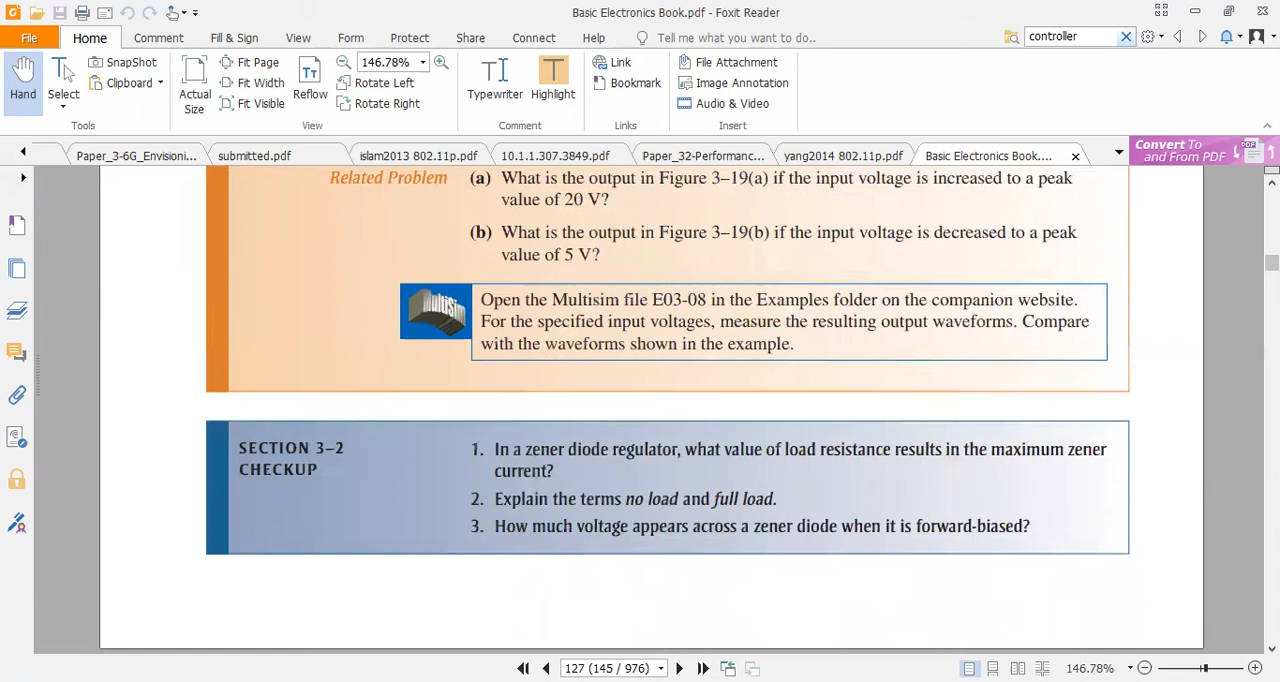 Basic Electronics Book.pdf - Foxit Reader
File Home Comment Fill & Sign View Form Protect Share Connect Help Tell me what you want to do.. controller
Hand
Select
SnapShot
Clipboard
Tools
Actual
Size
Fit Page
Fit Width
Fit Visible
Reflow
146.78%
Rotate Left
Rotate Right
View
Typewriter
Highlight
Comment
Link
Bookmark
Links
File Attachment
Image Annotation
Audio & Video
Insert
Paper_3-6G_Envisioni... submitted.pdf islam2013 802.11p.pf 10.1.1.303.3849.pdf Paper_32-Performanc... yang2014 802.11p.pdf Basic Electronics Book....
Convert To
and From PDF
PDF
Related Problem (a) What is the output in Figure 3–19(a) if the input voltage is increased to a peak
value of 20 V?
(b) What is the output in Figure 3–19(b) if the input voltage is decreased to a peak
value of 5 V?
MultiSim
Open the Multisim file E03-08 in the Examples folder on the companion website.
For the specified input voltages, measure the resulting output waveforms. Compare
with the waveforms shown in the example.
SECTION 3–2
CHECKUP
1. In a zener diode regulator, what value of load resistance results in the maximum zener
current?
2. Explain the terms no load and full load.
3. How much voltage appears across a zener diode when it is forward-biased?
127 (145 / 976)
146.78%